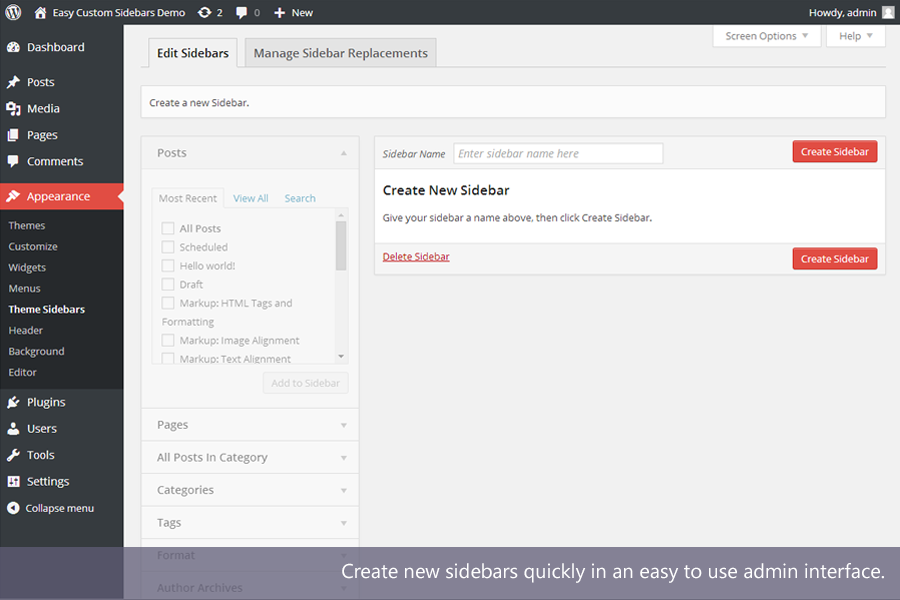 Easy Custom Sidebars Demo 2 0 New Howdy, admin
Dashboard
Posts
Media
Pages
Comments
Appearance
Themes
Customize
Widgets
Menus
Theme Sidebars
Header
Background
Editor
Plugins
Users
Tools
Settings
Collapse menu
Screen Options Help
Edit Sidebars Manage Sidebar Replacements
Create a new Sidebar.
Posts
Most Recent View All Search
All Posts
Scheduled
Hello world!
Draft
Markup: HTML Tags and
Formatting
Markup: Image Alignment
Markup: Text Alignment
Add to Sidebar
Pages
All Posts In Category
Categories
Tags
Format
Author Archives
Sidebar Name Enter sidebar name here Create Sidebar
Create New Sidebar
Give your sidebar a name above, then click Create Sidebar.
Delete Sidebar Create Sidebar
Create new sidebars quickly in an easy to use admin interface.